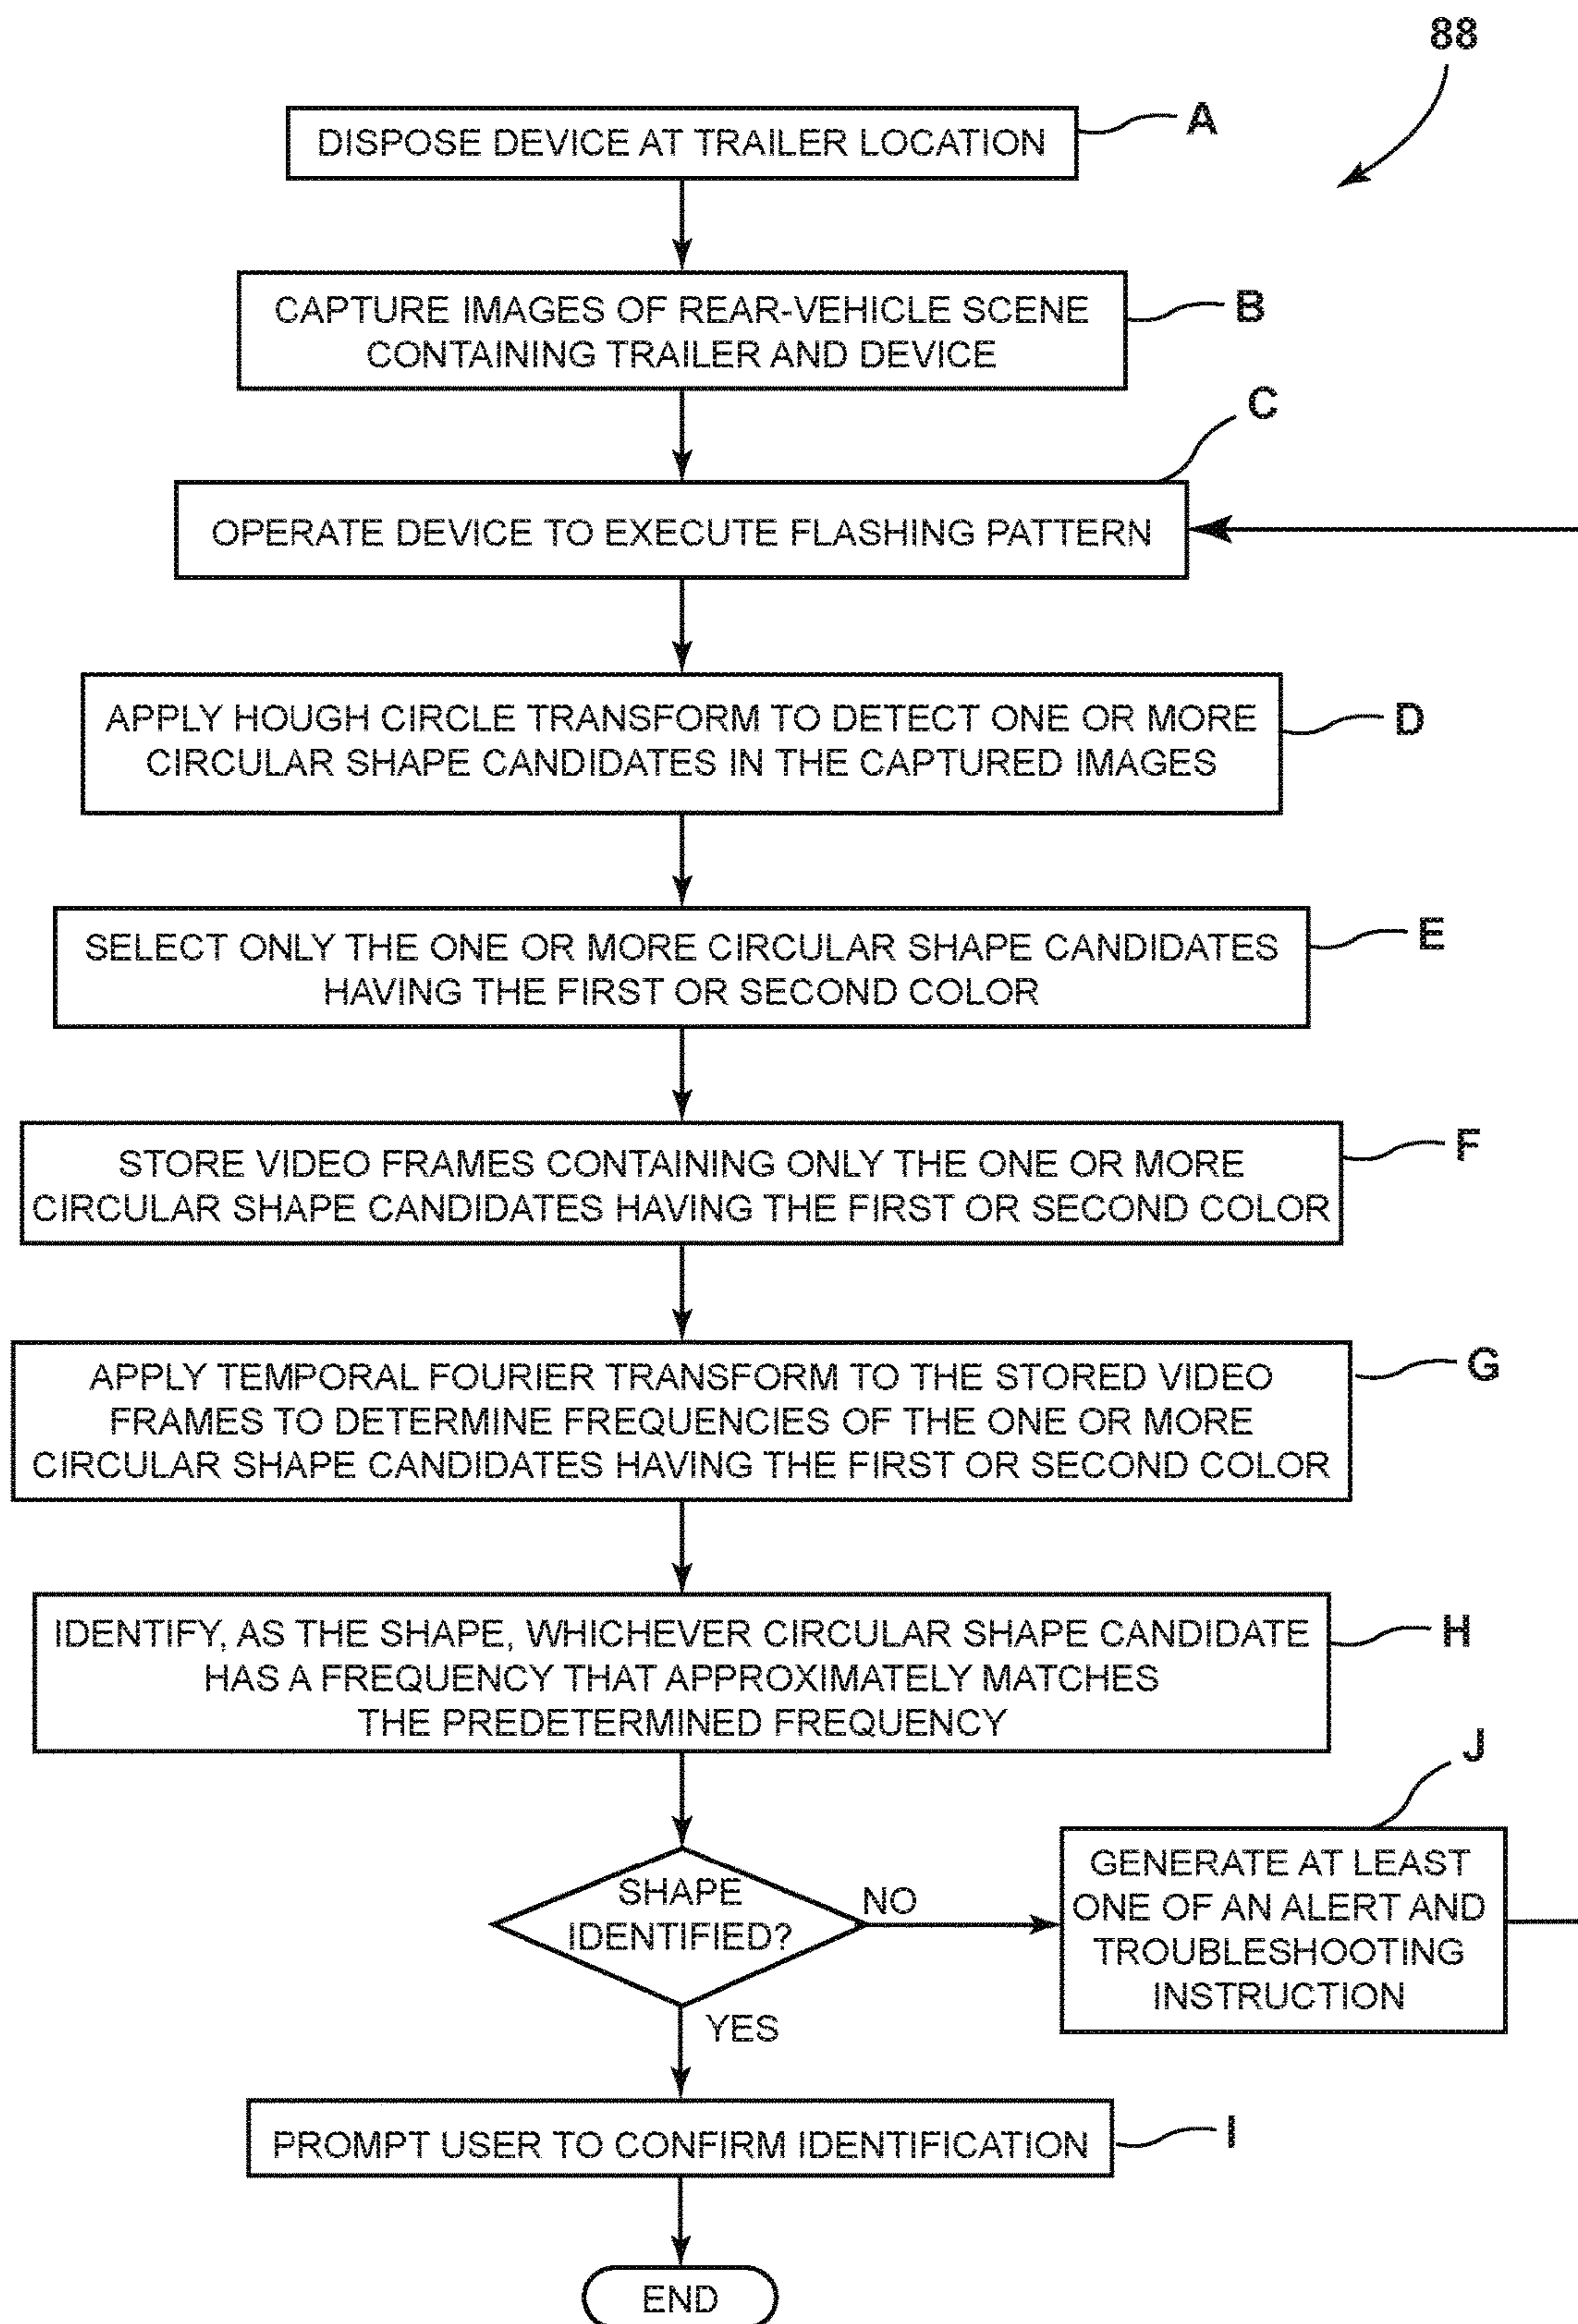 88
DISPOSE DEVICE AT TRAILER LOCATION
A
CAPTURE IMAGES OF REAR-VEHICLE SCENE
CONTAINING TRAILER AND DEVICE
B
C
OPERATE DEVICE TO EXECUTE FLASHING PATTERN
APPLY HOUGH CIRCLE TRANSFORM TO DETECT ONE OR MORE
CIRCULAR SHAPE CANDIDATES IN THE CAPTURED IMAGES
D
SELECT ONLY THE ONE OR MORE CIRCULAR SHAPE CANDIDATES
HAVING THE FIRST OR SECOND COLOR
E
STORE VIDEO FRAMES CONTAINING ONLY THE ONE OR MORE
CIRCULAR SHAPE CANDIDATES HAVING THE FIRST OR SECOND COLOR
F
APPLY TEMPORAL FOURIER TRANSFORM TO THE STORED VIDEO
FRAMES TO DETERMINE FREQUENCIES OF THE ONE OR MORE
CIRCULAR SHAPE CANDIDATES HAVING THE FIRST OR SECOND COLOR
G
IDENTIFY, AS THE SHAPE, WHICHEVER CIRCULAR SHAPE CANDIDATE
HAS A FREQUENCY THAT APPROXIMATELY MATCHES
THE PREDETERMINED FREQUENCY
H
SHAPE
IDENTIFIED?
NO
J
GENERATE AT LEAST
ONE OF AN ALERT AND
TROUBLESHOOTING
INSTRUCTION
YES
PROMPT USER TO CONFIRM IDENTIFICATION
I
END